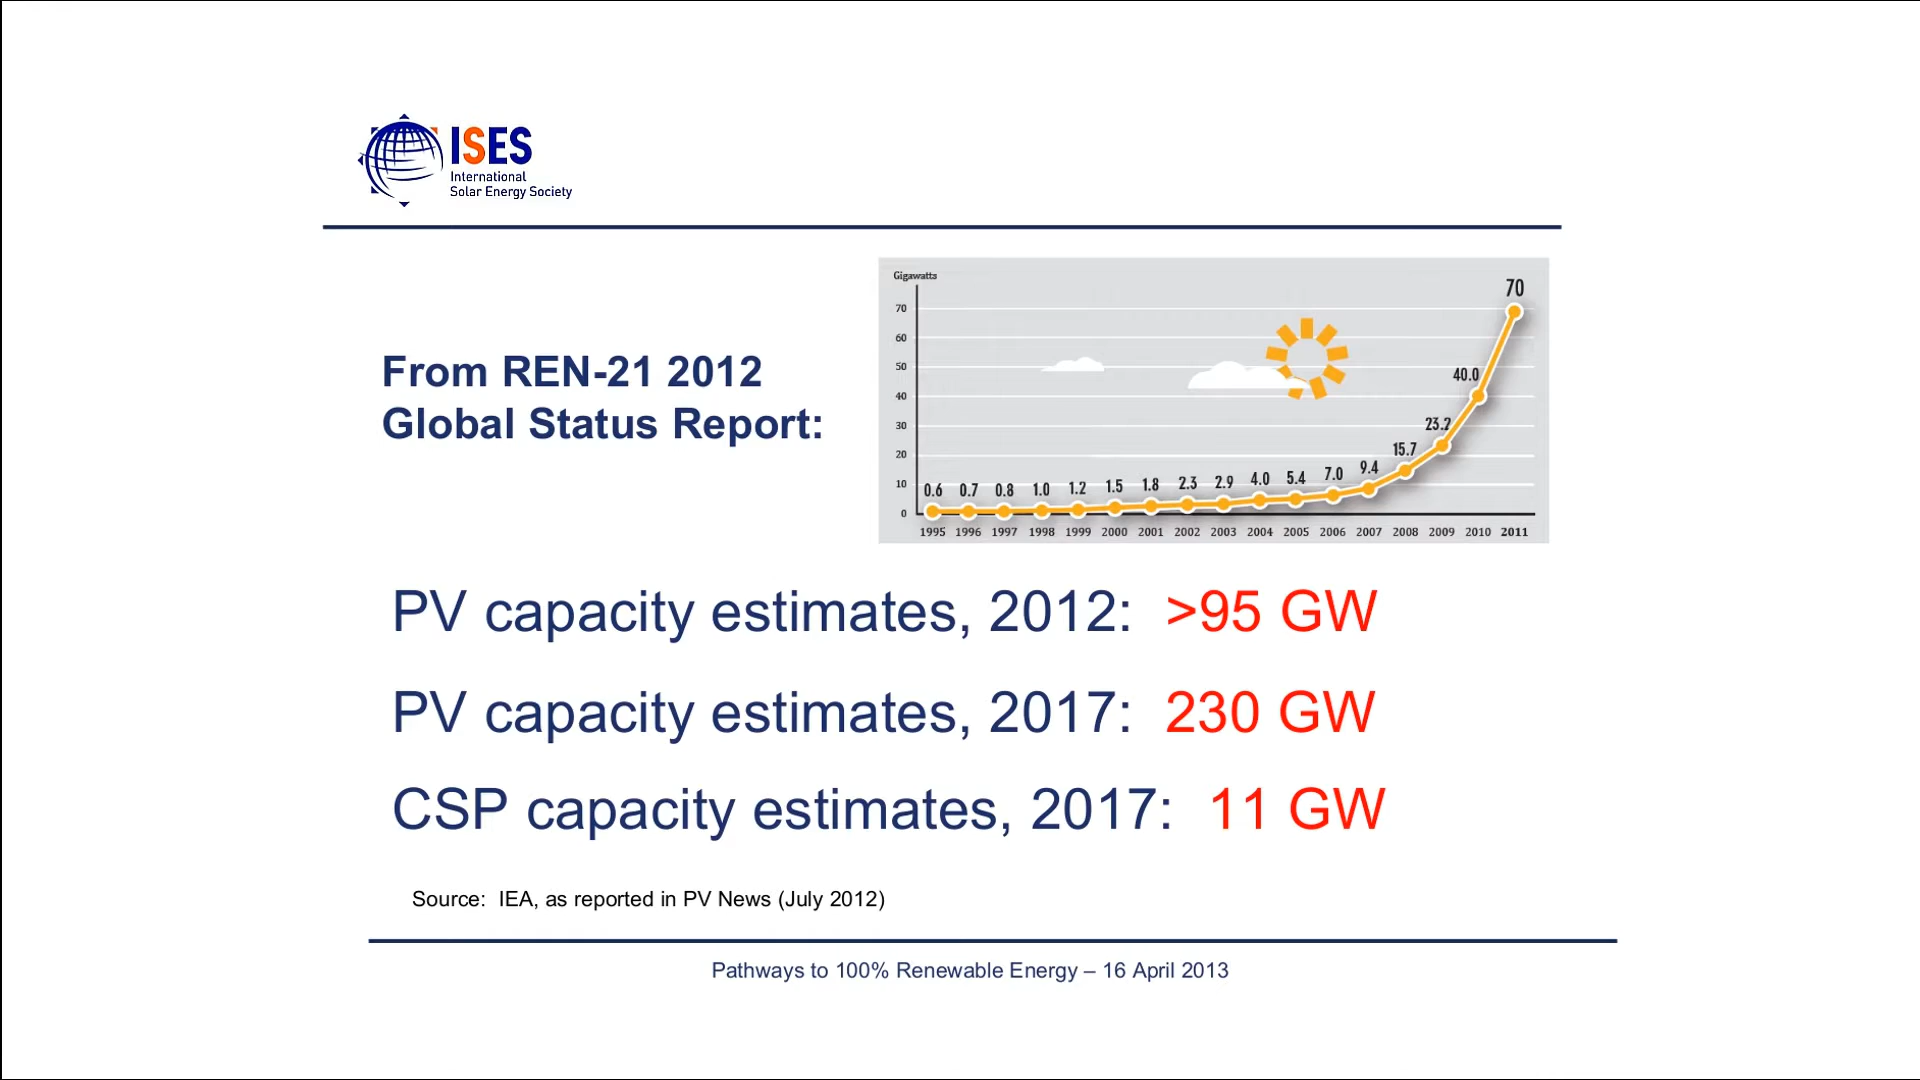 ISES
International
Solar Energy Society
From REN-21 2012
Global Status Report:
Gigawatts
70
60
50
40
30
20
10
0
0.6 0.7 0.8 1.0 1.2 1.5 1.8 2.3 2.9 4.0 5.4 7.0 9.4 15.7 23.2 40.0 70
1995 1996 1997 1998 1999 2000 2001 2002 2003 2004 2005 2006 2007 2008 2009 2010 2011
PV capacity estimates, 2012: >95 GW
PV capacity estimates, 2017: 230 GW
CSP capacity estimates, 2017: 11 GW
Source: IEA, as reported in PV News (July 2012)
Pathways to 100% Renewable Energy – 16 April 2013